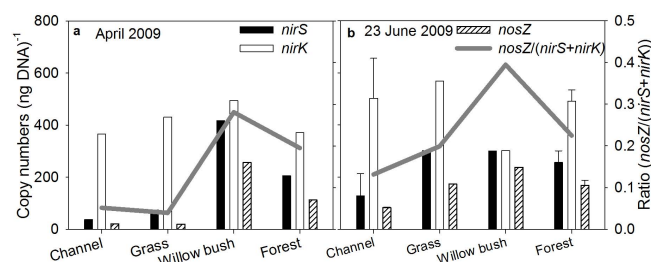 800
600
400
200
0
Copy numbers (ng DNA)-1
a April 2009
nirS
nirK
Channel
Grass
Willow bush
Forest
b 23 June 2009
nosZ
nosZ/(nirS+nirK)
Channel
Grass
Willow bush
Forest
0.5
0.4
0.3
0.2
0.1
0.0
Ratio (nosZ/(nirS+nirK))